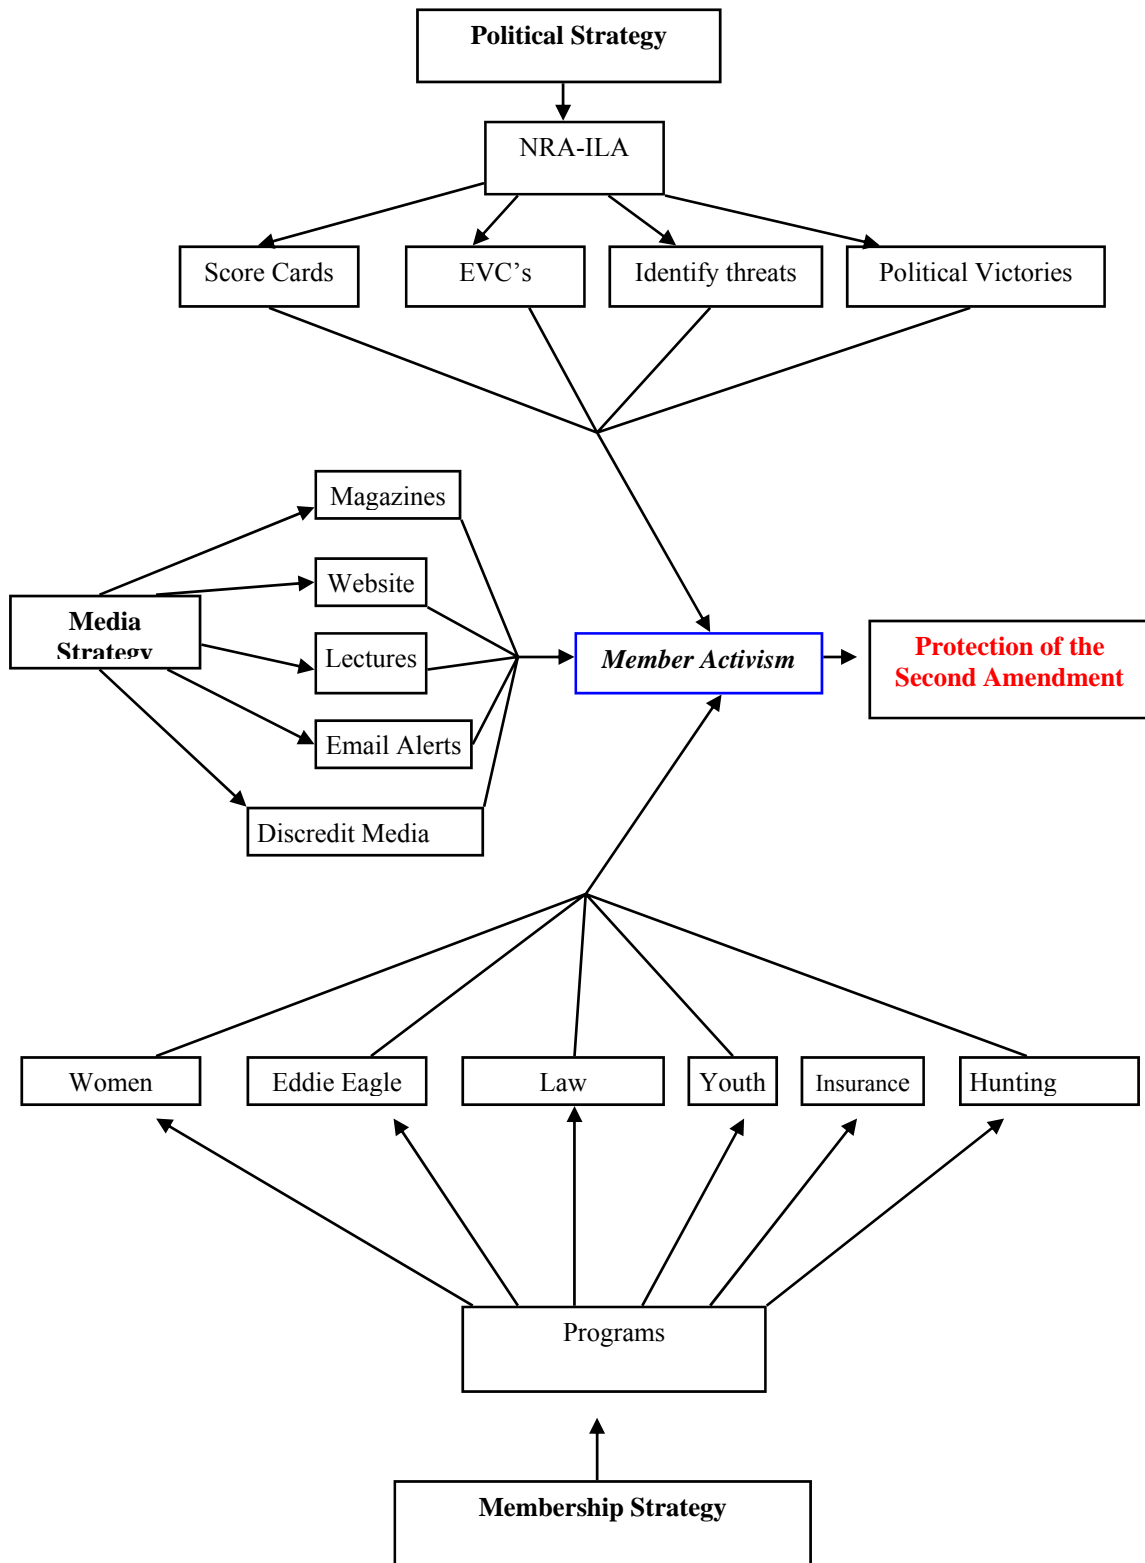 Political Strategy
NRA-ILA
Score Cards
EVC's
Identify threats
Political Victories
Magazines
Website
Media
Strategy
Lectures
Member Activism
Protection of the
Second Amendment
Email Alerts
Discredit Media
Women
Eddie Eagle
Law
Youth
Insurance
Hunting
Programs
Membership Strategy